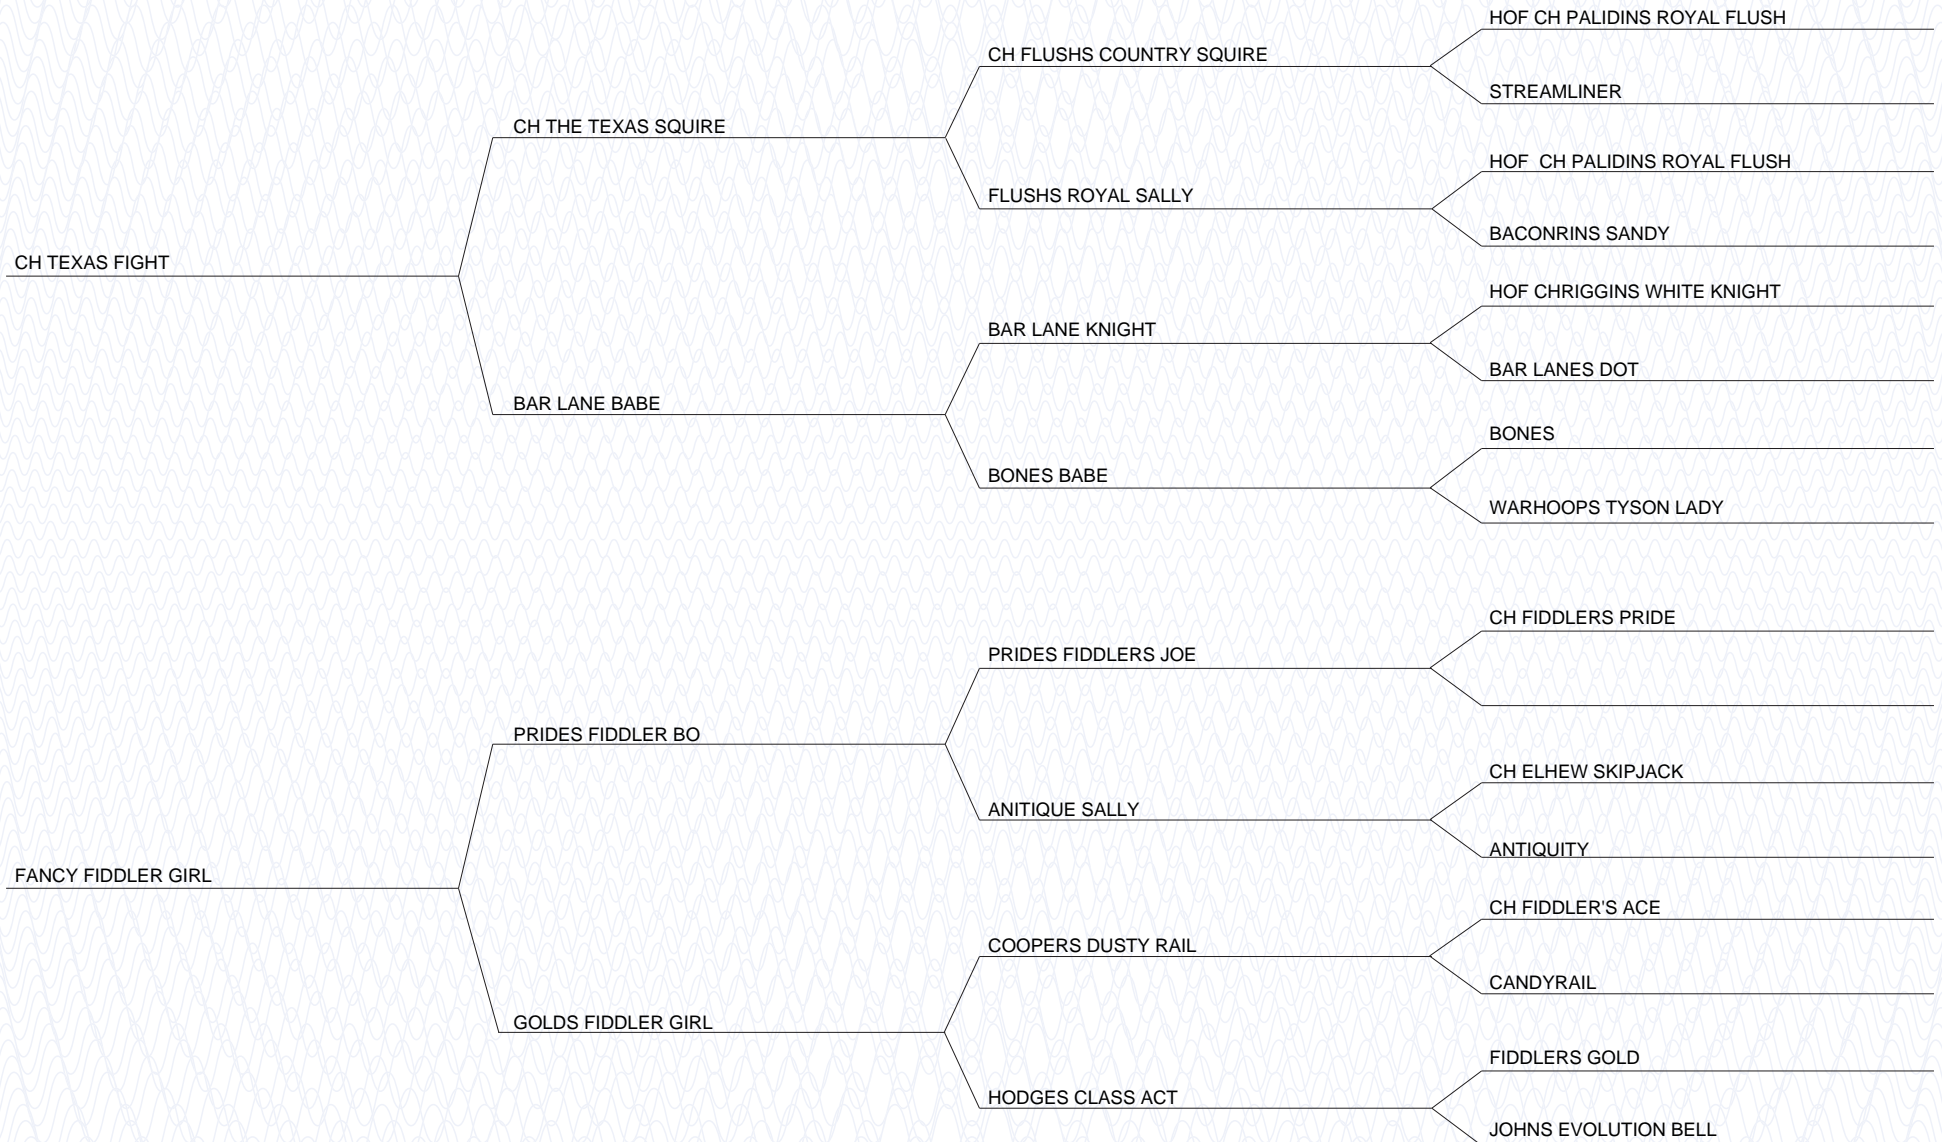 HOF CH PALIDINS ROYAL FLUSH
CH FLUSHS COUNTRY SQUIRE
STREAMLINER
CH THE TEXAS SQUIRE
HOF  CH PALIDINS ROYAL FLUSH
FLUSHS ROYAL SALLY
BACONRINS SANDY
CH TEXAS FIGHT
HOF CHRIGGINS WHITE KNIGHT
BAR LANE KNIGHT
BAR LANES DOT
BAR LANE BABE
BONES
BONES BABE
WARHOOPS TYSON LADY
CH FIDDLERS PRIDE
PRIDES FIDDLERS JOE
PRIDES FIDDLER BO
CH ELHEW SKIPJACK
ANITIQUE SALLY
ANTIQUITY
FANCY FIDDLER GIRL
CH FIDDLER'S ACE
COOPERS DUSTY RAIL
CANDYRAIL
GOLDS FIDDLER GIRL
FIDDLERS GOLD
HODGES CLASS ACT
JOHNS EVOLUTION BELL